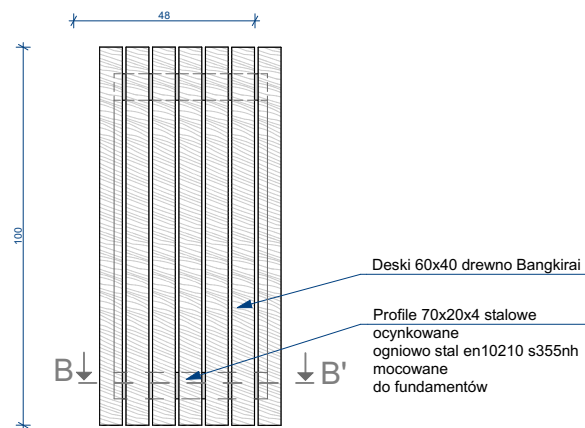 48
100
Deski 60x40 drewno Bangkirai
Profile 70x20x4 stalowe
ocynkowane
ogniowo stal en10210 s355nh
mocowane
do fundamentów
B
B'